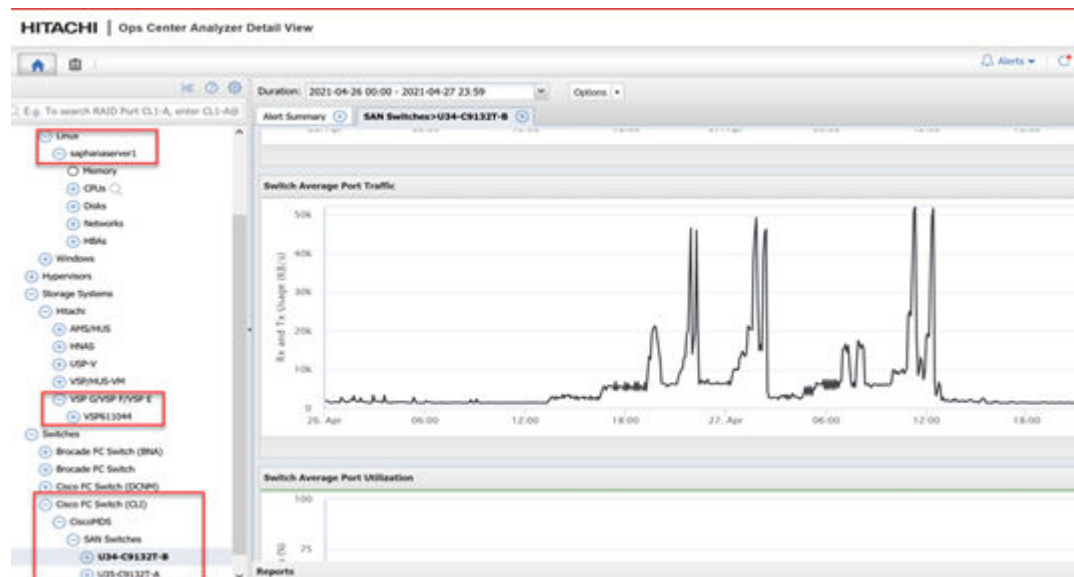 HITACHI | Ops Center Analyzer Detail View
Alerts
E.g. To search RAID Port CL1-A, enter CL1-A@
Duration: 2021-04-26 00:00 - 2021-04-27 23:59
Options
Alert Summary
SAN Switches>U34-C9132T-B
Linux
saphanaserver1
Memory
CPUs
Disks
Networks
HBAs
Windows
Hypervisors
Storage Systems
Hitachi
AMS/HUS
HNAS
USP-V
VSP/HUS-VM
VSP G/VSP F/VSP E
VSP611044
Switches
Brocade FC Switch (BNA)
Brocade FC Switch
Cisco FC Switch (DCNM)
Cisco FC Switch (CLI)
CiscoMDS
SAN Switches
U34-C9132T-B
U35-C9132T-A
Switch Average Port Traffic
Rx and Tx Usage (KB/s)
50k
40k
30k
20k
10k
0
26. Apr 06:00 12:00 18:00 27. Apr 06:00 12:00 18:00
Switch Average Port Utilization
100
75
Reports